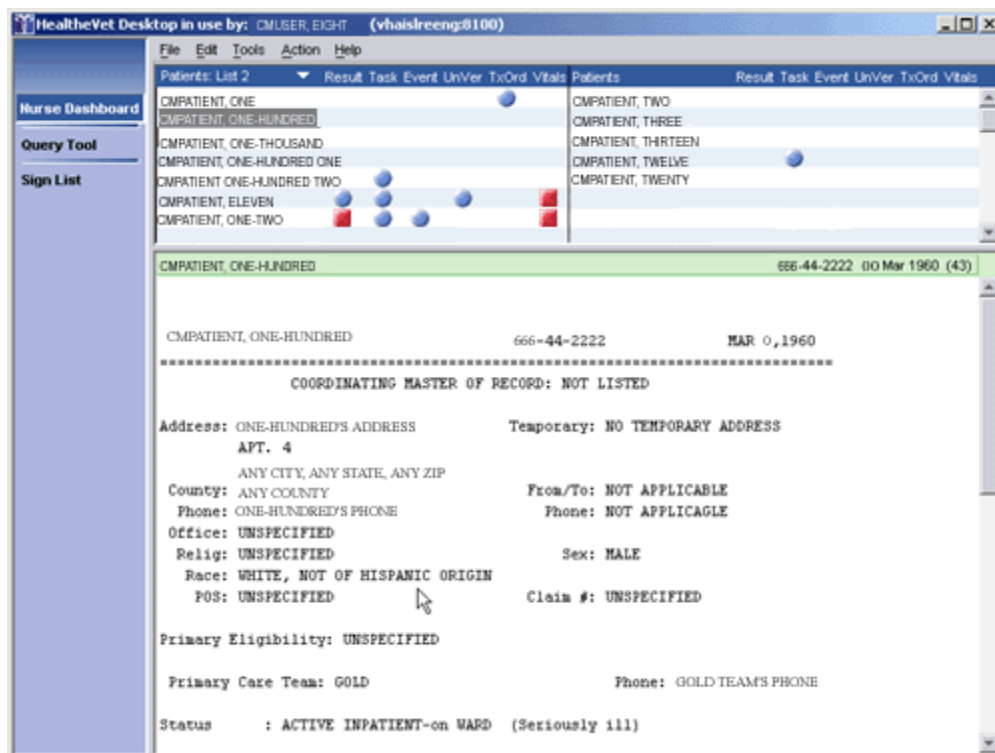 HealtheVet Desktop in use by: CMUSER, EIGHT (vhaislreeng:8100)
File Edit Tools Action Help
Patients: List 2 Result Task Event UnVer TxOrd Vitals Patients Result Task Event UnVer TxOrd Vitals
Nurse Dashboard
Query Tool
Sign List
CMPATIENT, ONE CMPATIENT, TWO
CMPATIENT, ONE-HUNDRED CMPATIENT, THREE
CMPATIENT, ONE-THOUSAND CMPATIENT, THIRTEEN
CMPATIENT, ONE-HUNDRED ONE CMPATIENT, TWELVE
CMPATIENT ONE-HUNDRED TWO CMPATIENT, TWENTY
CMPATIENT, ELEVEN
CMPATIENT, ONE-TWO
CMPATIENT, ONE-HUNDRED 666-44-2222 00 Mar 1960 (43)
CMPATIENT, ONE-HUNDRED 666-44-2222 MAR 0,1960
================================================================================
COORDINATING MASTER OF RECORD: NOT LISTED
Address: ONE-HUNDRED'S ADDRESS Temporary: NO TEMPORARY ADDRESS
APT. 4
ANY CITY, ANY STATE, ANY ZIP
County: ANY COUNTY From/To: NOT APPLICABLE
Phone: ONE-HUNDRED'S PHONE Phone: NOT APPLICAGLE
Office: UNSPECIFIED
Relig: UNSPECIFIED Sex: MALE
Race: WHITE, NOT OF HISPANIC ORIGIN
POS: UNSPECIFIED Claim #: UNSPECIFIED
Primary Eligibility: UNSPECIFIED
Primary Care Team: GOLD Phone: GOLD TEAM'S PHONE
Status : ACTIVE INPATIENT-on WARD (Seriously ill)